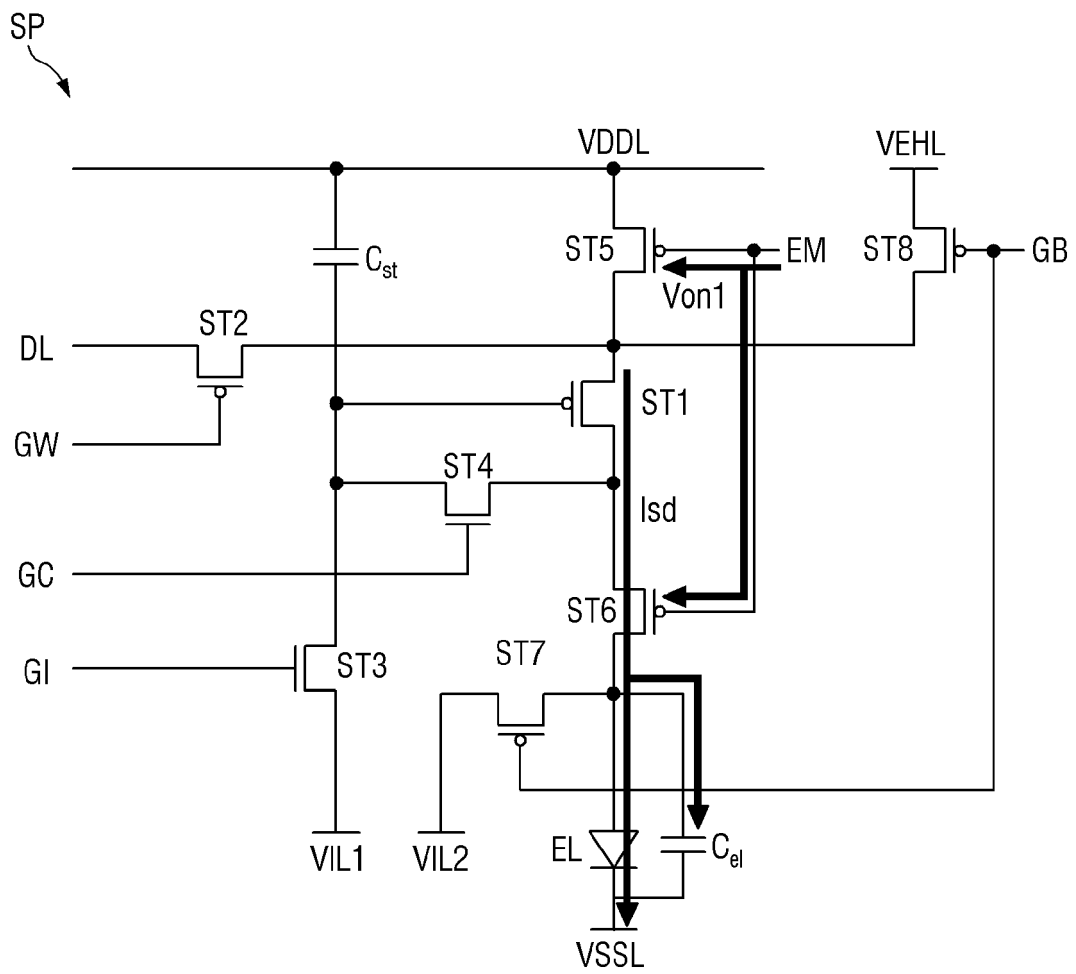 SP
VDDL
VEHL
ST5
EM
ST8
GB
Cst
Von1
ST2
DL
ST1
GW
ST4
Isd
GC
ST6
ST7
GI
ST3
EL
Cel
VIL1
VIL2
VSSL